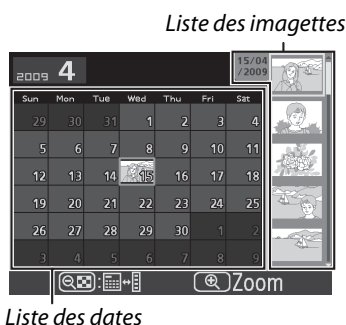 Liste des imagettes
2009 4
15/04
/2009
Sun Mon Tue Wed Thu Fri Sat
29 30 31 1 2 3 4
5 6 7 8 9 10 11
12 13 14 15 16 17 18
19 20 21 22 23 24 25
26 27 28 29 30 1 2
3 4 5 6 7 8 9
: Zoom
Liste des dates